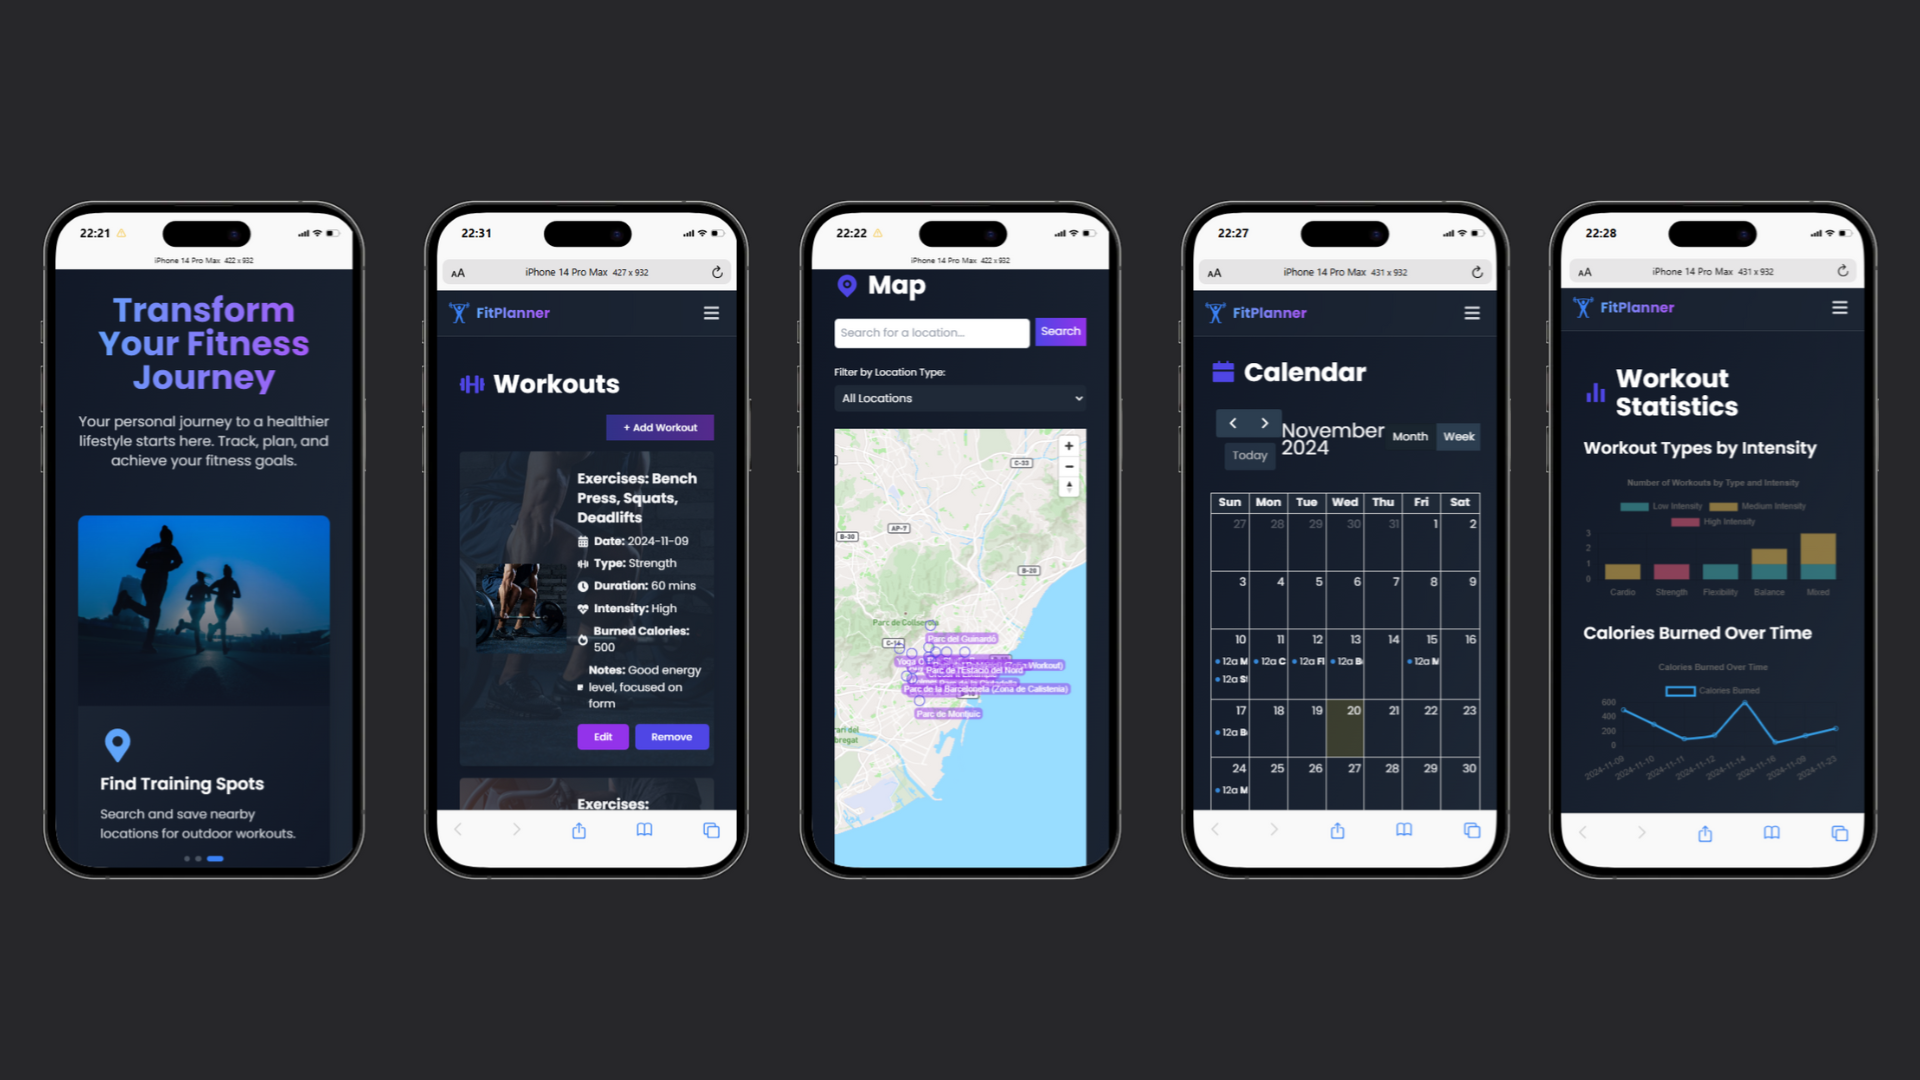 22:21
iPhone 14 Pro Max 422 x 932
Transform
Your Fitness
Journey
Your personal journey to a healthier
lifestyle starts here. Track, plan, and
achieve your fitness goals.
Find Training Spots
Search and save nearby
locations for outdoor workouts.
22:31
AA iPhone 14 Pro Max 427 x 932
FitPlanner
Workouts
+ Add Workout
Exercises: Bench
Press, Squats,
Deadlifts
Date: 2024-11-09
Type: Strength
Duration: 60 mins
Intensity: High
Burned Calories:
500
Notes: Good energy
level, focused on
form
Edit Remove
Exercises:
22:22
iPhone 14 Pro Max 422 x 932
Map
Search for a location...
Search
Filter by Location Type:
All Locations
C-33
AP-7
B-30
B-20
Parc de Collserola
Parc del Guinardó
Parc de l'Estació del Nord
Workout)
Parc de la Barceloneta (Zona de Calistenia)
Parc de Montjuïc
22:27
AA iPhone 14 Pro Max 431 x 932
FitPlanner
Calendar
November
2024
Today
Month Week
Sun Mon Tue Wed Thu Fri Sat
27 28 29 30 31 1 2
3 4 5 6 7 8 9
10 11 12 13 14 15 16
12a M 12a C 12a Fl 12a B 12a M
12a S
17 18 19 20 21 22 23
12a B
24 25 26 27 28 29 30
12a M
22:28
AA iPhone 14 Pro Max 431 x 932
FitPlanner
Workout
Statistics
Workout Types by Intensity
Number of Workouts by Type and Intensity
Low Intensity Medium Intensity
High Intensity
3
2
1
0
Cardio Strength Flexibility Balance Mixed
Calories Burned Over Time
Calories Burned Over Time
Calories Burned
600
400
200
0
2024-11-09 2024-11-10 2024-11-11 2024-11-12 2024-11-14 2024-11-16 2024-11-09 2024-11-23